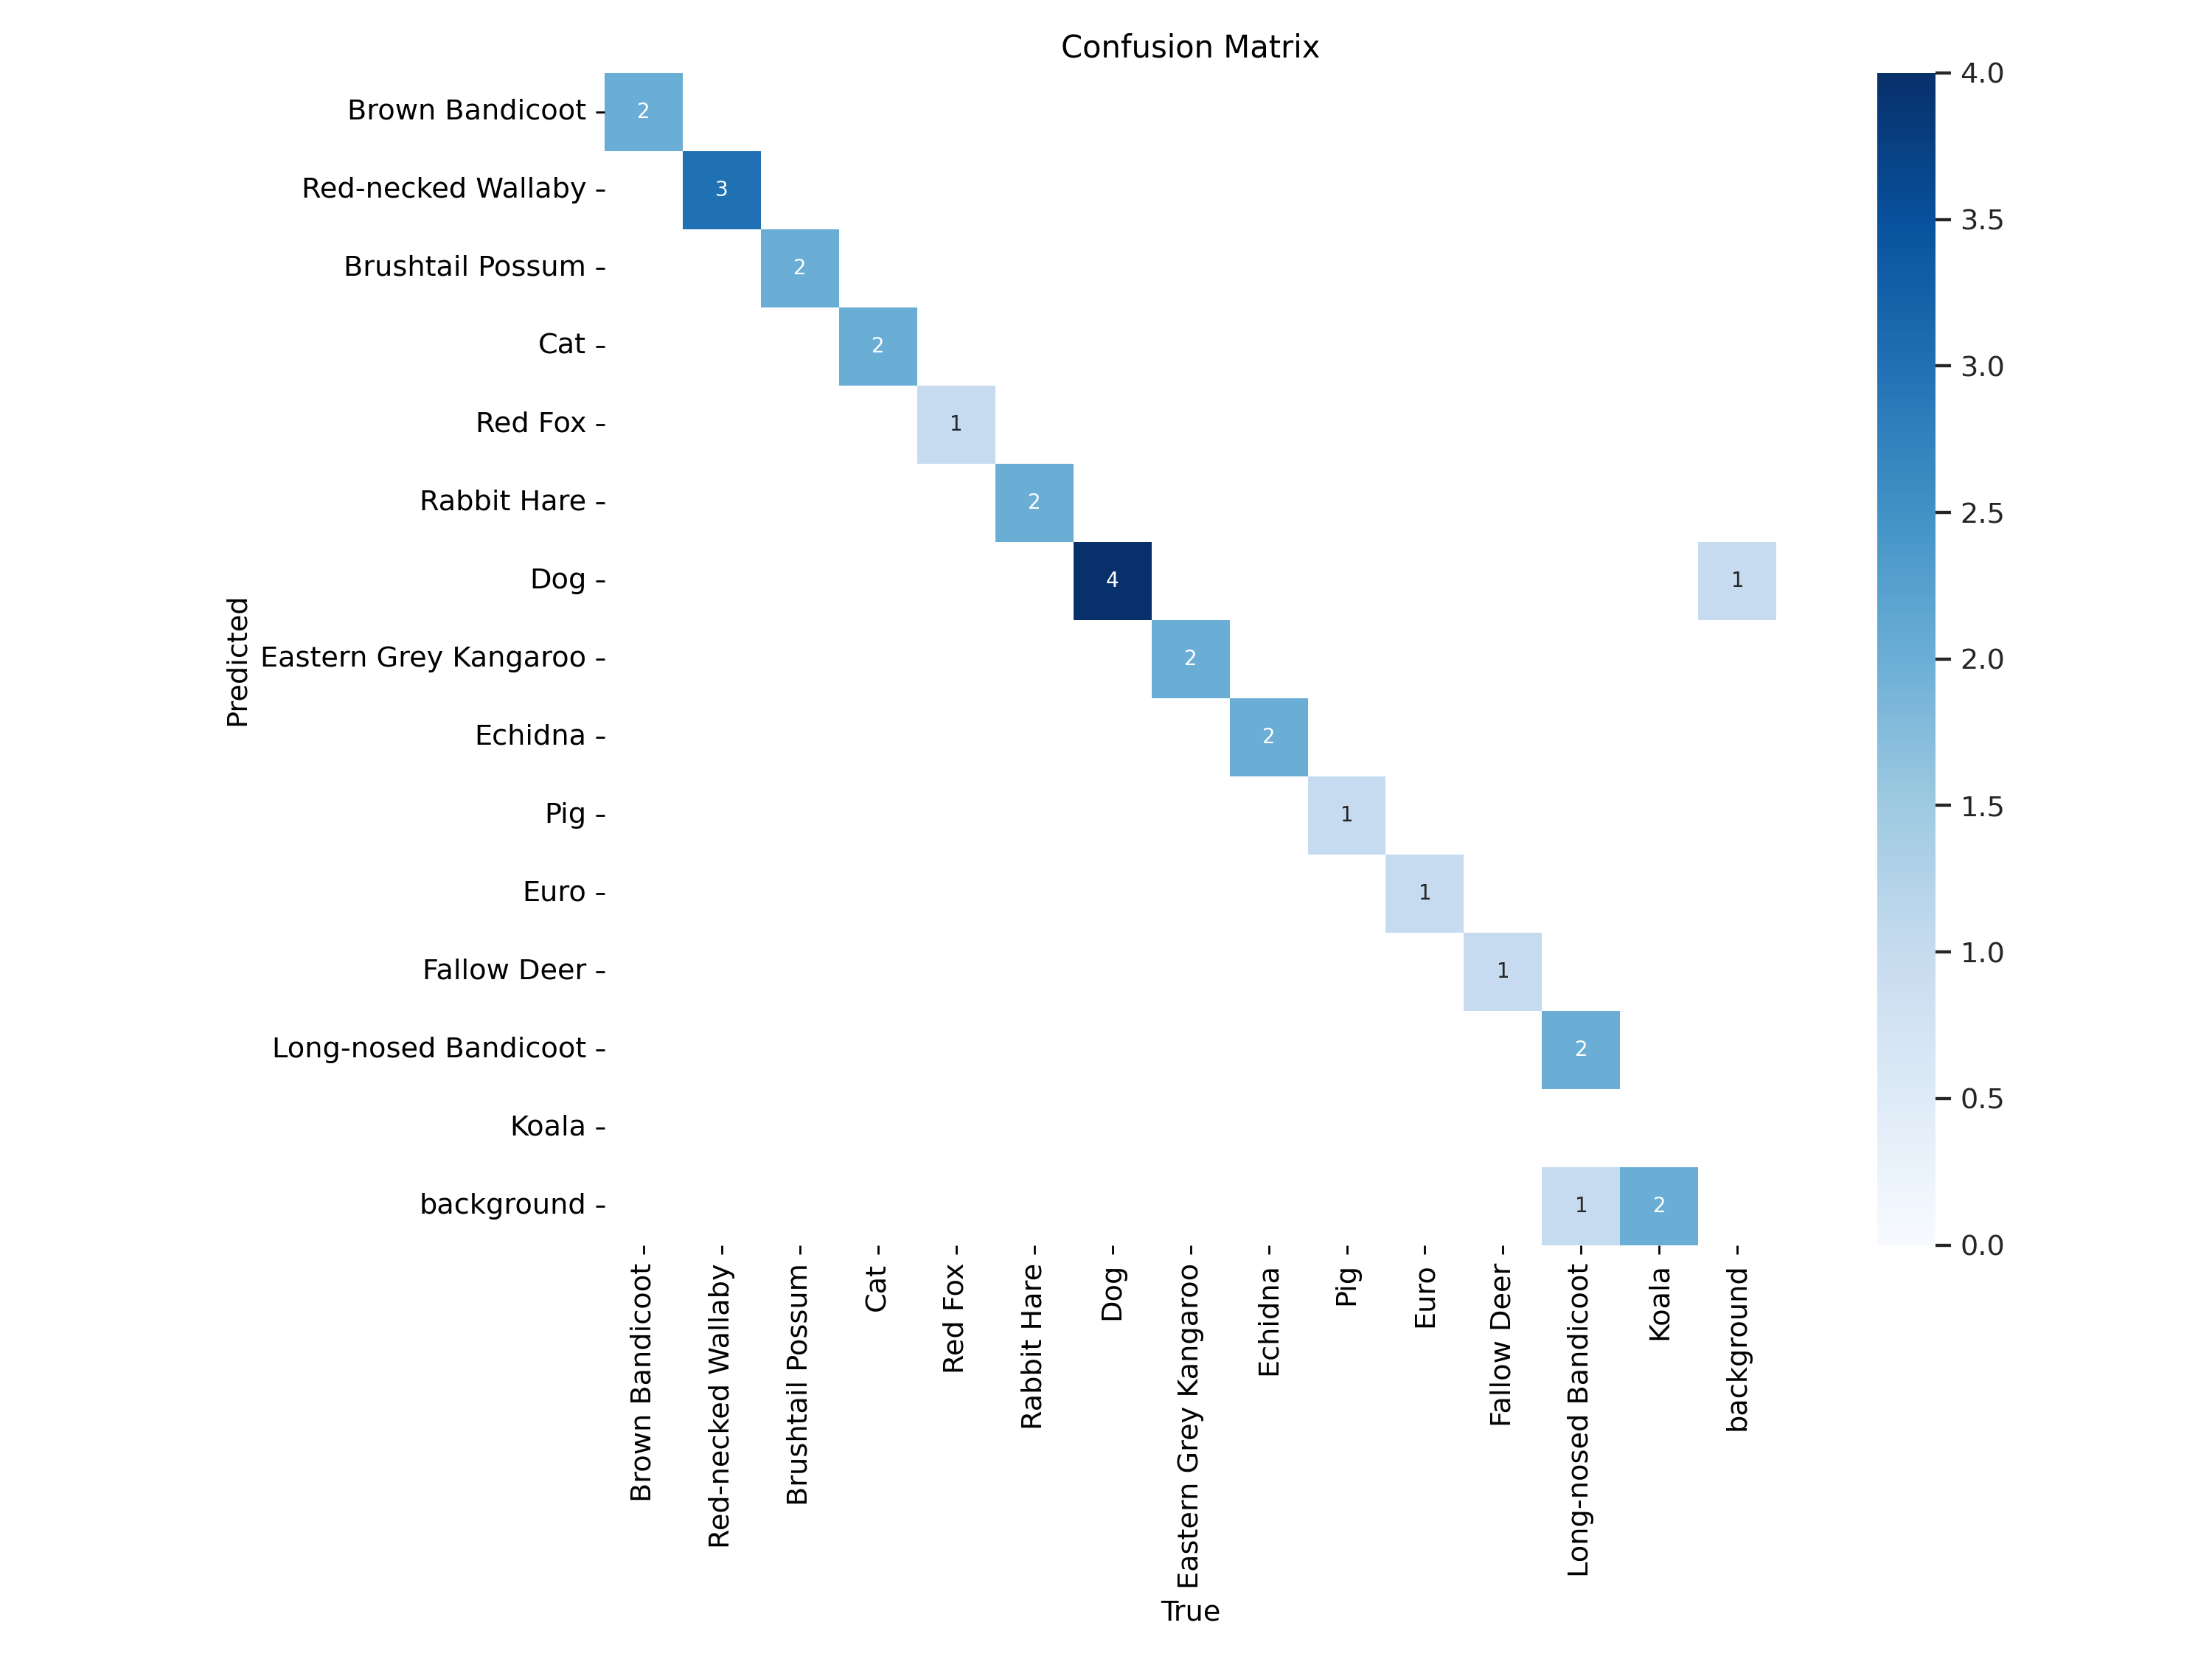 Confusion Matrix
Predicted
Brown Bandicoot
2
Red-necked Wallaby
3
Brushtail Possum
2
Cat
2
Red Fox
1
Rabbit Hare
2
Dog
4
1
Eastern Grey Kangaroo
2
Echidna
2
Pig
1
Euro
1
Fallow Deer
1
Long-nosed Bandicoot
2
Koala
background
1
2
Brown Bandicoot
Red-necked Wallaby
Brushtail Possum
Cat
Red Fox
Rabbit Hare
Dog
Eastern Grey Kangaroo
Echidna
Pig
Euro
Fallow Deer
Long-nosed Bandicoot
Koala
background
True
4.0
3.5
3.0
2.5
2.0
1.5
1.0
0.5
0.0